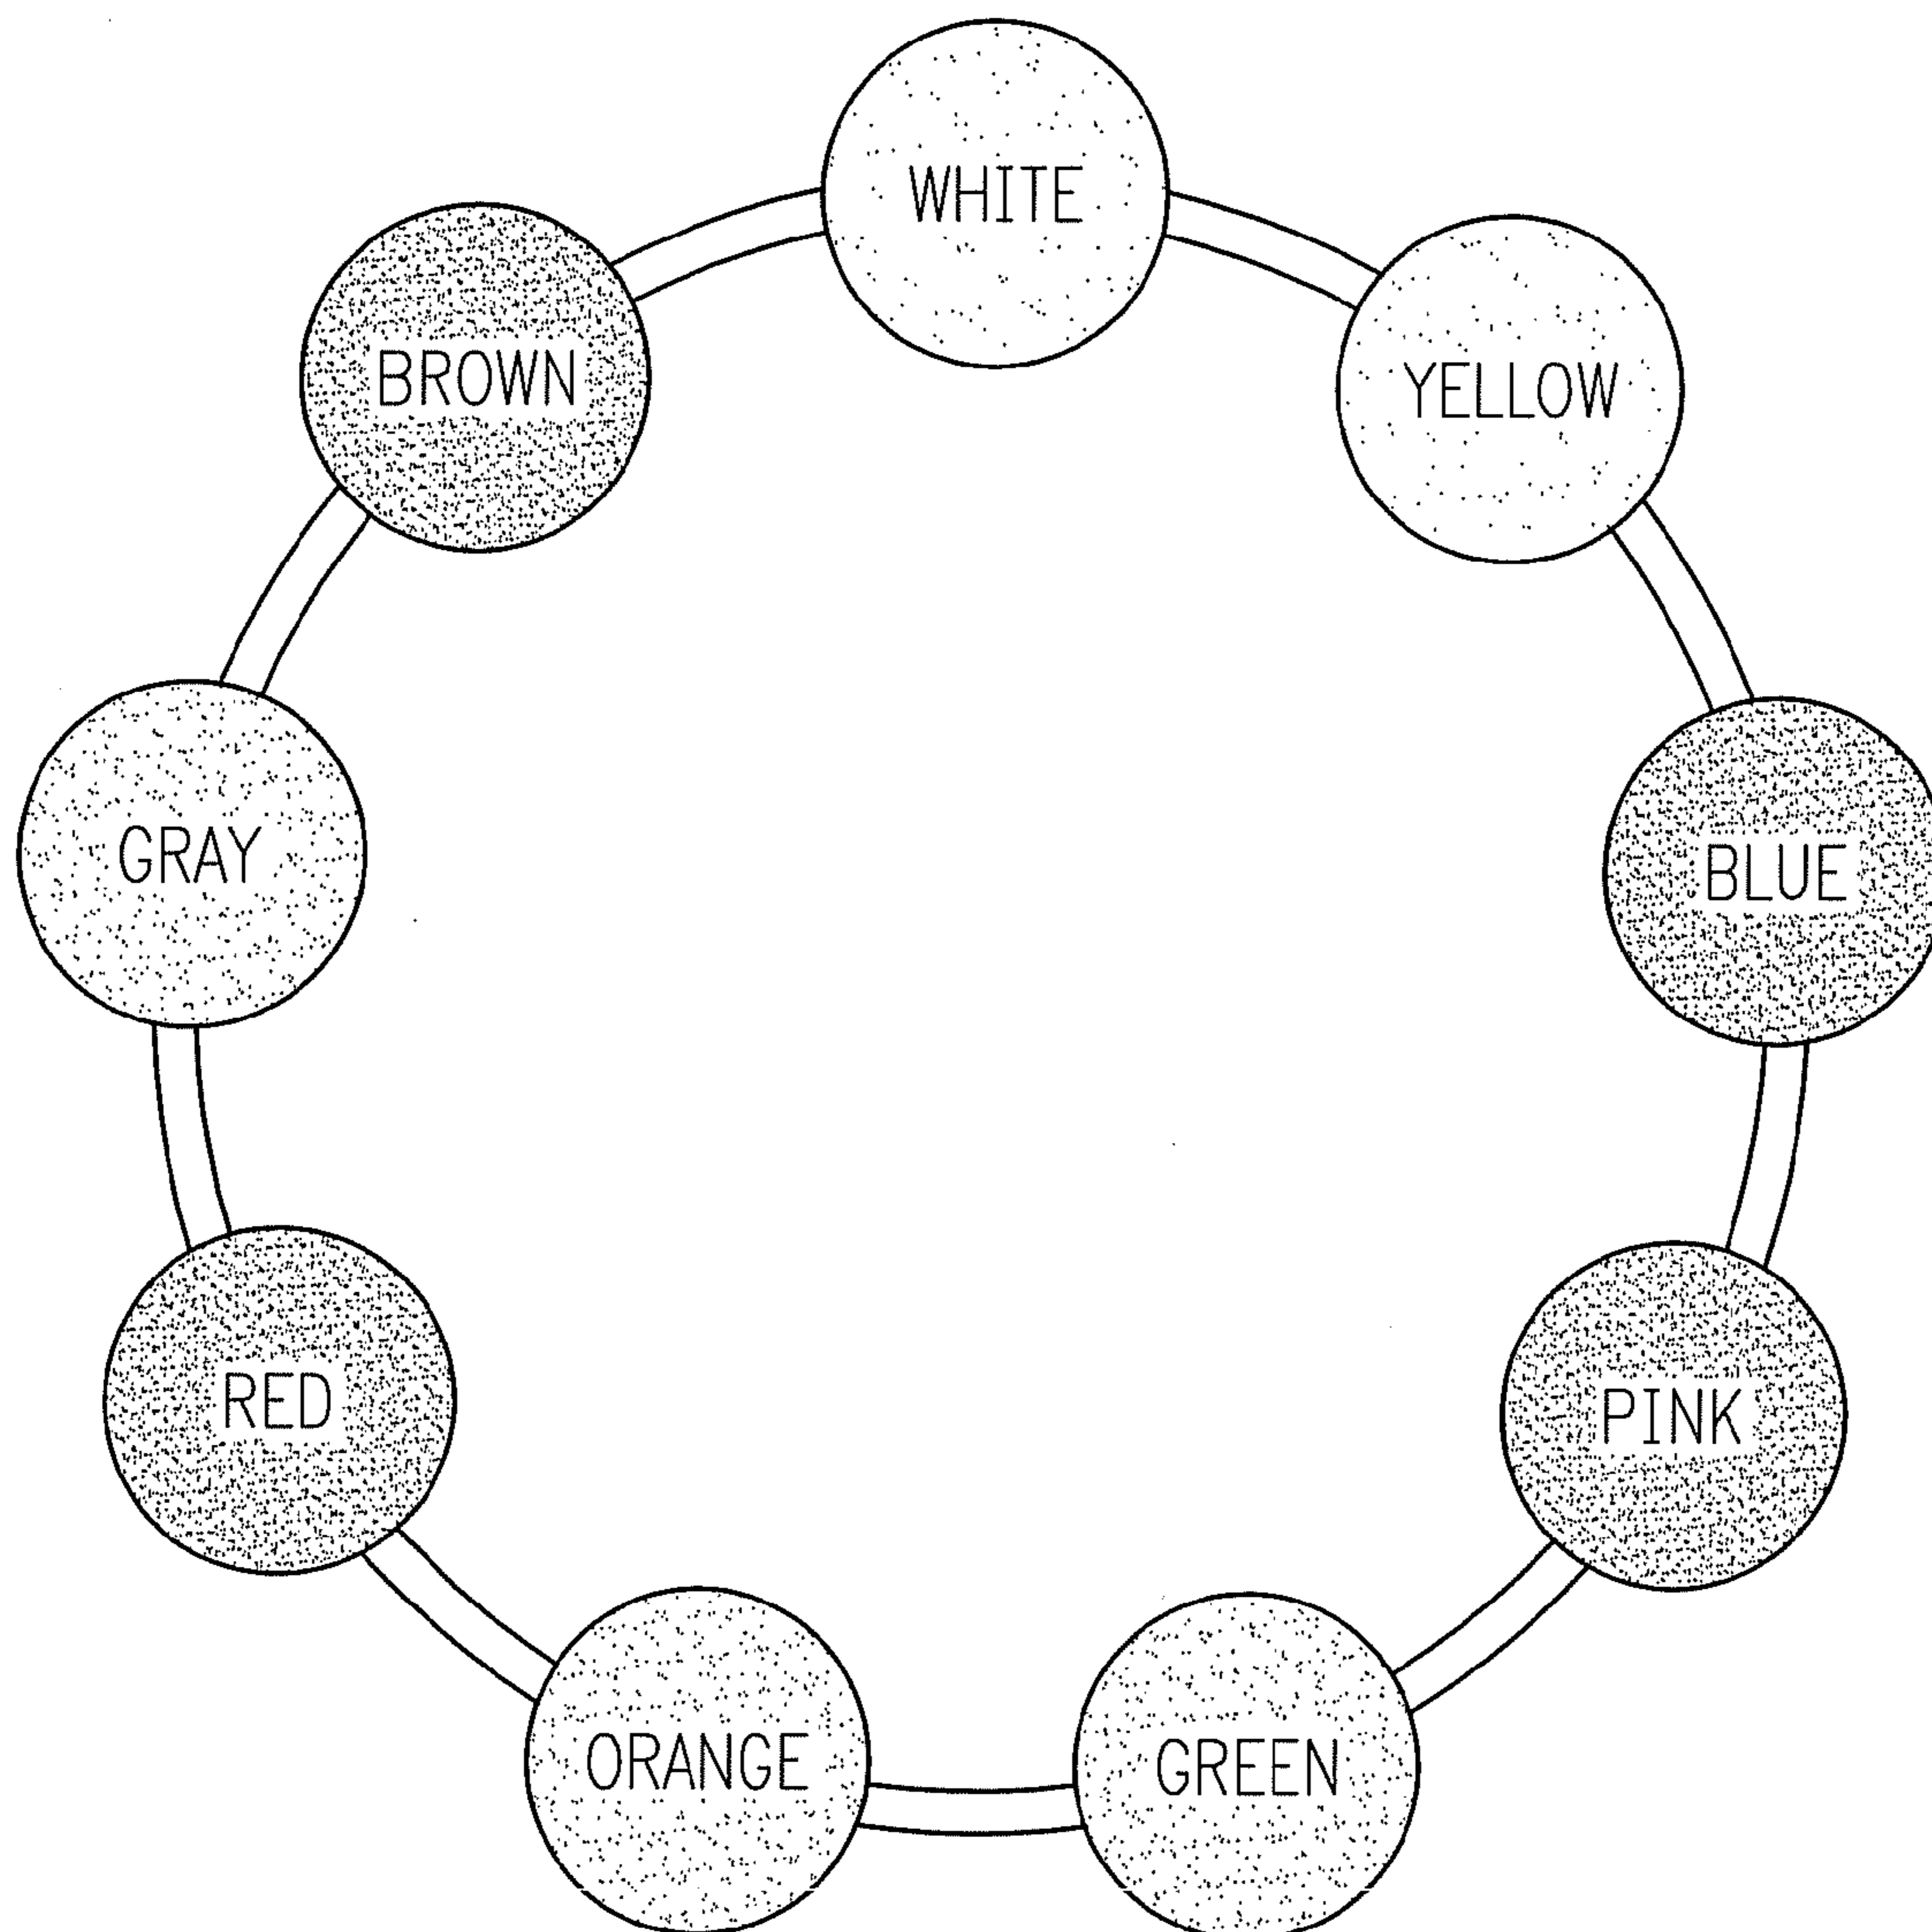 WHITE
BROWN
YELLOW
GRAY
BLUE
RED
PINK
ORANGE
GREEN